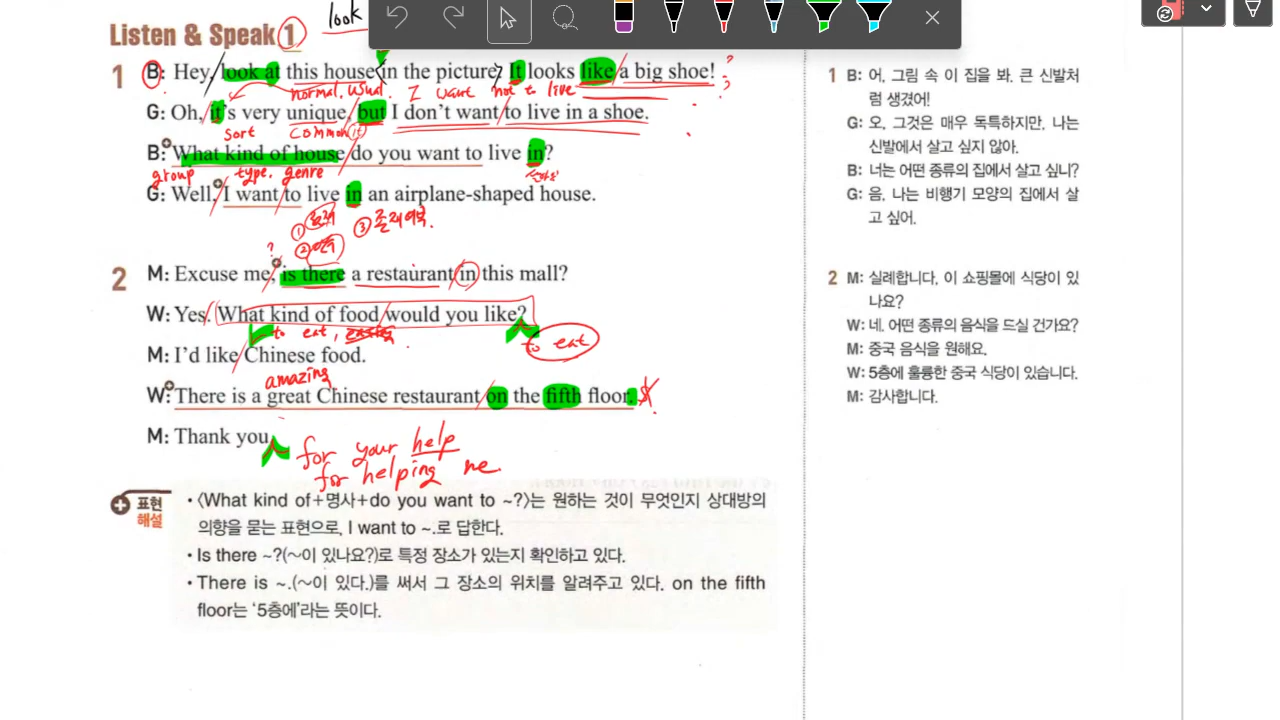 look
Listen & Speak 1
1 B: Hey, look at this house in the picture? It looks like a big shoe!
normal, usual. I want not to live
G: Oh, it's very unique, but I don't want to live in a shoe.
sort common
B: What kind of house do you want to live in?
group type. genre
G: Well, I want to live in an airplane-shaped house.
① ③
②
2 M: Excuse me, is there a restaurant in this mall?
W: Yes. What kind of food would you like?
to eat, to eat
M: I'd like Chinese food.
amazing
W: There is a great Chinese restaurant on the fifth floor.
M: Thank you
for your help
for helping me.
표현
해설
• 〈What kind of+명사+do you want to ~?〉는 원하는 것이 무엇인지 상대방의
의향을 묻는 표현으로, I want to ~.로 답한다.
• Is there ~?(~이 있나요?)로 특정 장소가 있는지 확인하고 있다.
• There is ~.(~이 있다.)를 써서 그 장소의 위치를 알려주고 있다. on the fifth
floor는 '5층에'라는 뜻이다.
1 B: 어, 그림 속 이 집을 봐. 큰 신발처
럼 생겼어!
G: 오, 그것은 매우 독특하지만, 나는
신발에서 살고 싶지 않아.
B: 너는 어떤 종류의 집에서 살고 싶니?
G: 음, 나는 비행기 모양의 집에서 살
고 싶어.
2 M: 실례합니다, 이 쇼핑몰에 식당이 있
나요?
W: 네. 어떤 종류의 음식을 드실 건가요?
M: 중국 음식을 원해요.
W: 5층에 훌륭한 중국 식당이 있습니다.
M: 감사합니다.